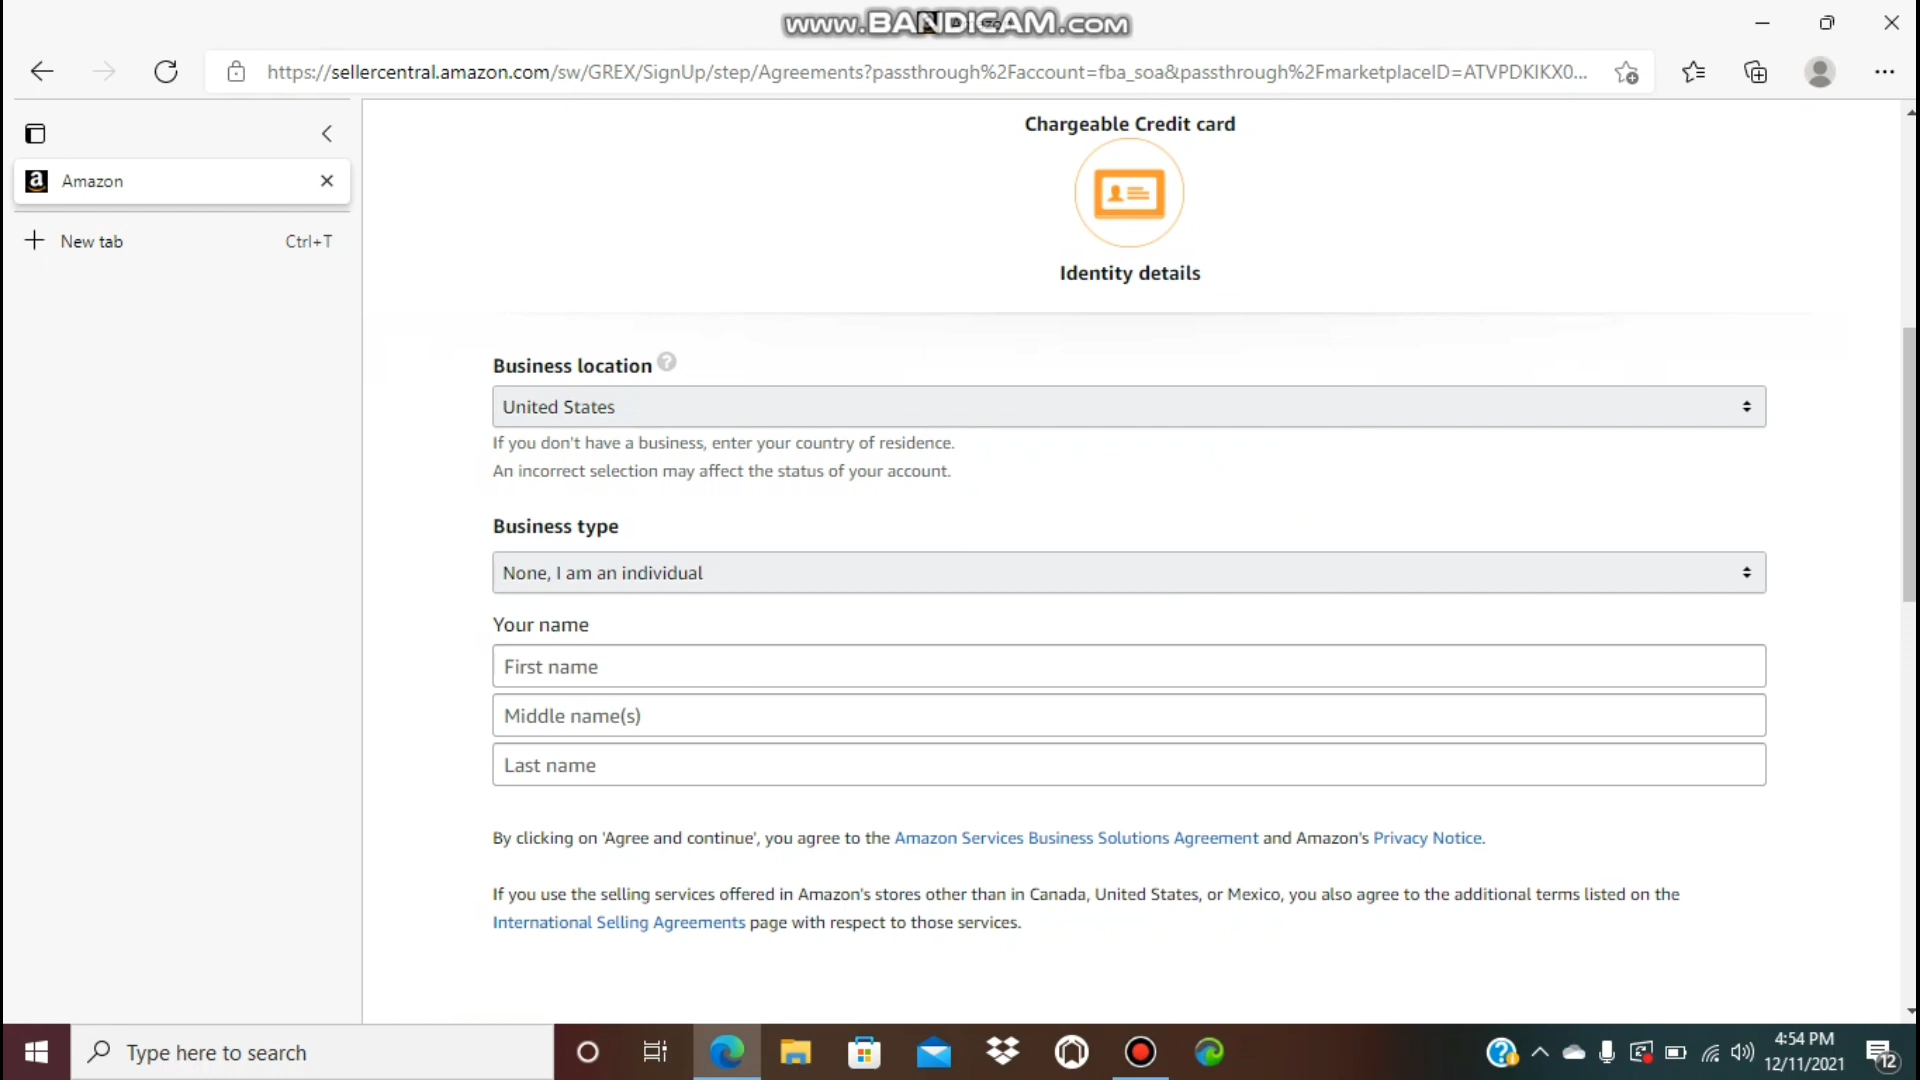 www.BANDICAM.com
https://sellercentral.amazon.com/sw/GREX/SignUp/step/Agreements?passthrough%2Faccount=fba_soa&passthrough%2FmarketplaceID=ATVPDKIKX0...
Amazon
New tab Ctrl+T
Chargeable Credit card
Identity details
Business location
United States
If you don't have a business, enter your country of residence.
An incorrect selection may affect the status of your account.
Business type
None, I am an individual
Your name
First name
Middle name(s)
Last name
By clicking on 'Agree and continue', you agree to the Amazon Services Business Solutions Agreement and Amazon's Privacy Notice.
If you use the selling services offered in Amazon's stores other than in Canada, United States, or Mexico, you also agree to the additional terms listed on the
International Selling Agreements page with respect to those services.
Type here to search
4:54 PM
12/11/2021
12